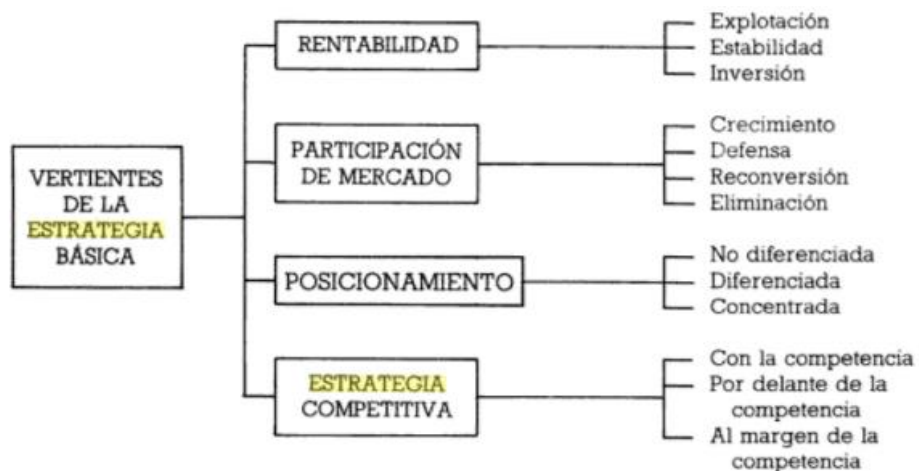 VERTIENTES
DE LA
ESTRATEGIA
BÁSICA
RENTABILIDAD
Explotación
Estabilidad
Inversión
PARTICIPACIÓN
DE MERCADO
Crecimiento
Defensa
Reconversión
Eliminación
POSICIONAMIENTO
No diferenciada
Diferenciada
Concentrada
ESTRATEGIA
COMPETITIVA
Con la competencia
Por delante de la
competencia
Al margen de la
competencia